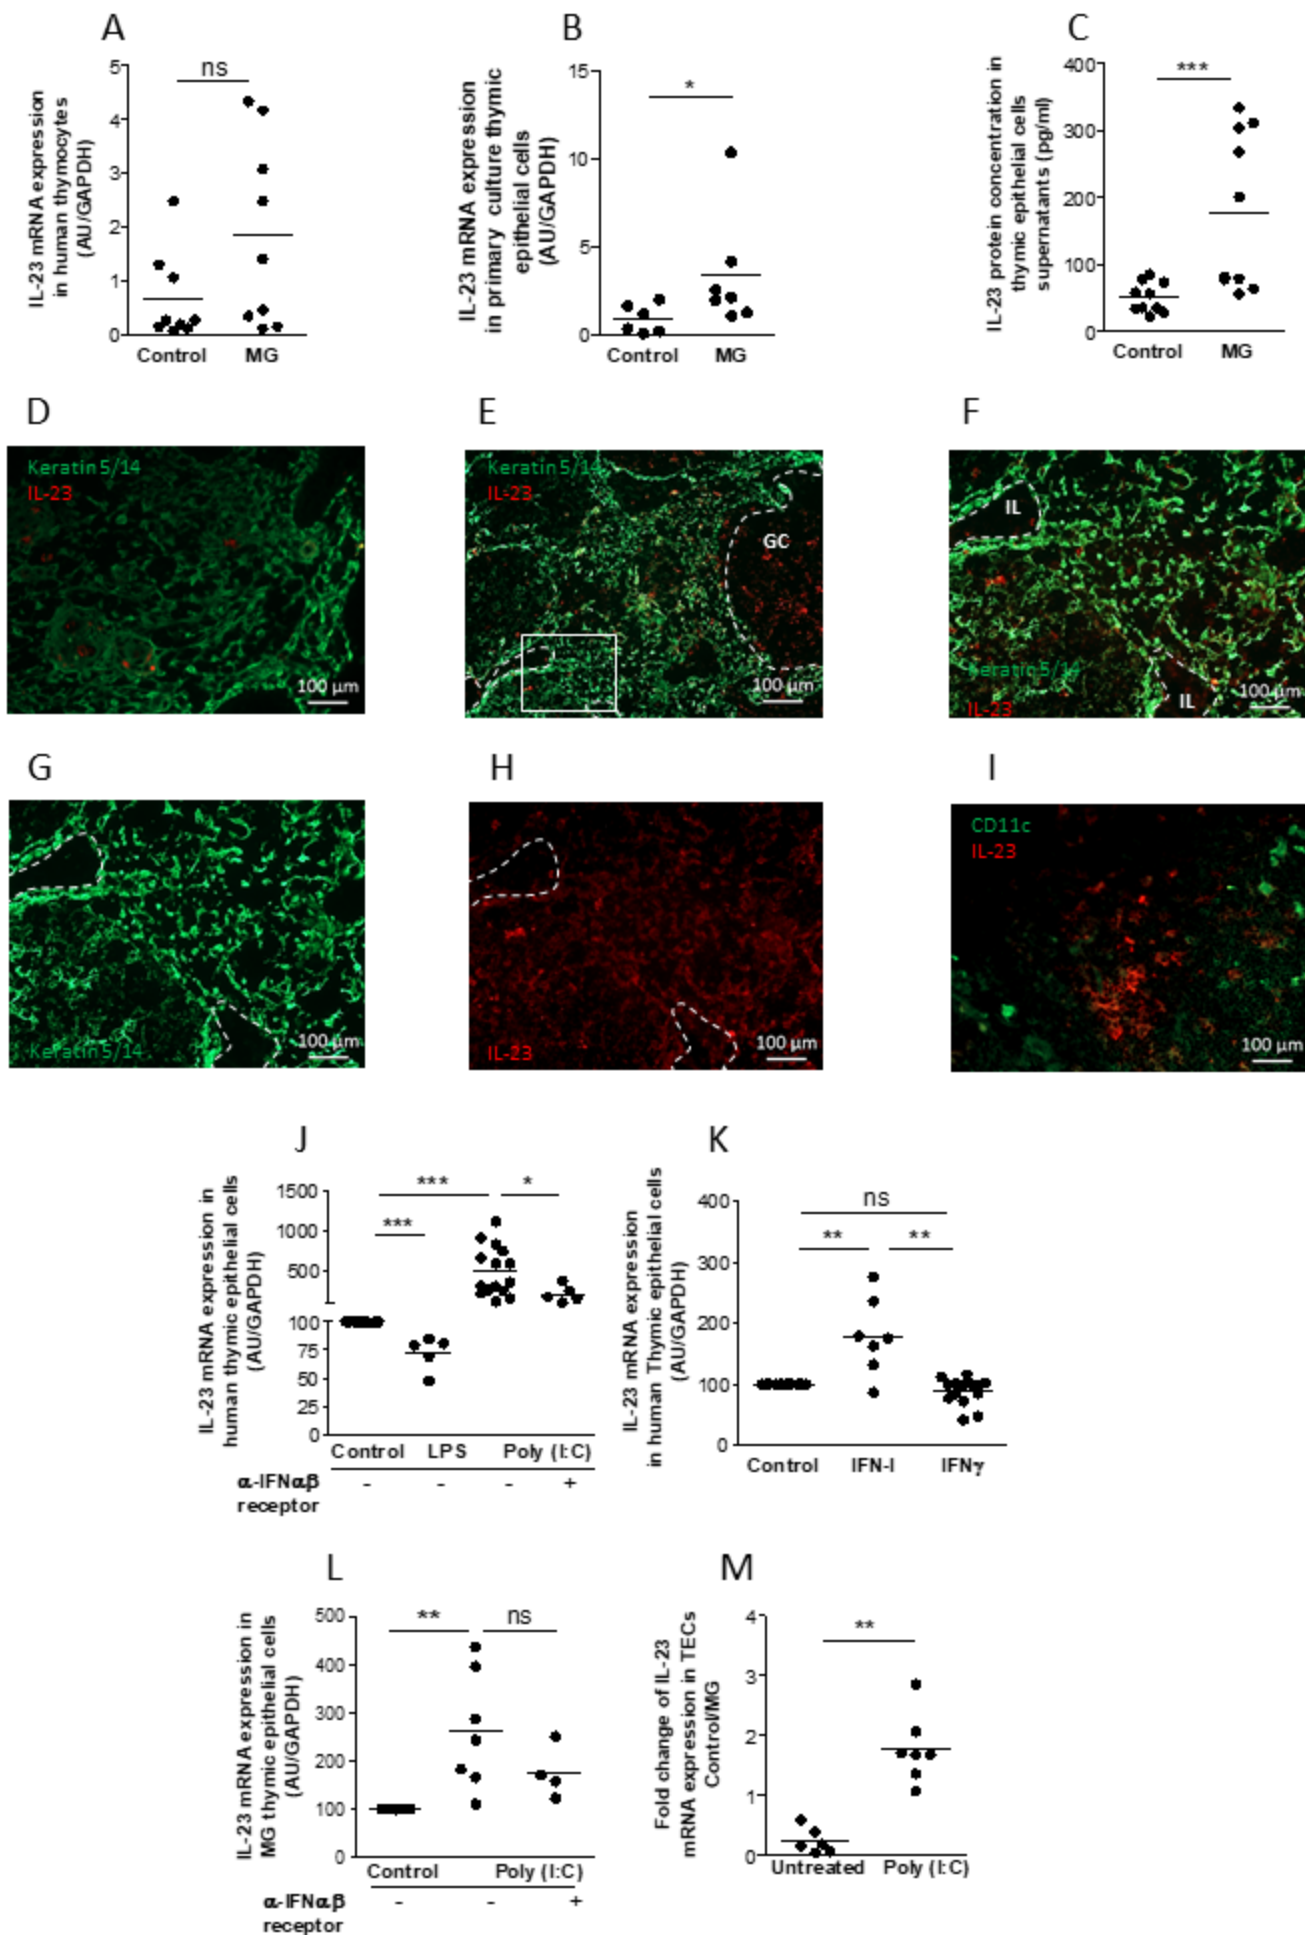 A
IL-23 mRNA expression
in human thymocytes
(AU/GAPDH)
5
4
3
2
1
0
ns
Control
MG
B
IL-23 mRNA expression
in primary culture thymic
epithelial cells
(AU/GAPDH)
15
10
5
0
*
Control
MG
C
IL-23 protein concentration in
thymic epithelial cells
supernatants (pg/ml)
400
300
200
100
0
***
Control
MG
D
Keratin 5/14
IL-23
100 µm
E
Keratin 5/14
IL-23
GC
100 µm
F
IL
Keratin 5/14
IL-23
IL
100 µm
G
Keratin 5/14
100 µm
H
IL-23
100 µm
I
CD11c
IL-23
100 µm
J
IL-23 mRNA expression in
human thymic epithelial cells
(AU/GAPDH)
1500
1000
500
100
75
50
25
0
***
*
***
Control
LPS
Poly (I:C)
α-IFNαβ
receptor
-
-
-
+
K
IL-23 mRNA expression
in human Thymic epithelial cells
(AU/GAPDH)
400
300
200
100
0
ns
**
**
Control
IFN-I
IFNγ
L
IL-23 mRNA expression in
MG thymic epithelial cells
(AU/GAPDH)
500
400
300
200
100
0
**
ns
Control
Poly (I:C)
α-IFNαβ
receptor
-
-
+
M
Fold change of IL-23
mRNA expression in TECs
Control/MG
4
3
2
1
0
**
Untreated
Poly (I:C)